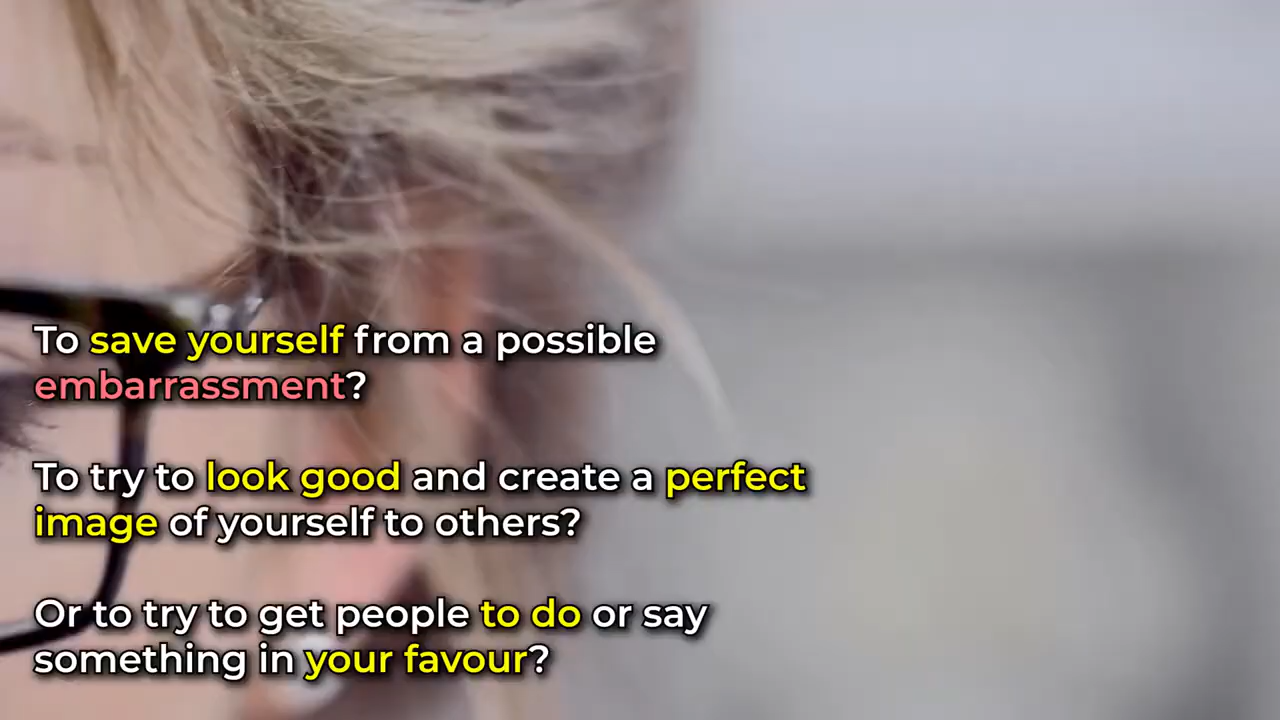 To save yourself from a possible
embarrassment?
To try to look good and create a perfect
image of yourself to others?
Or to try to get people to do or say
something in your favour?